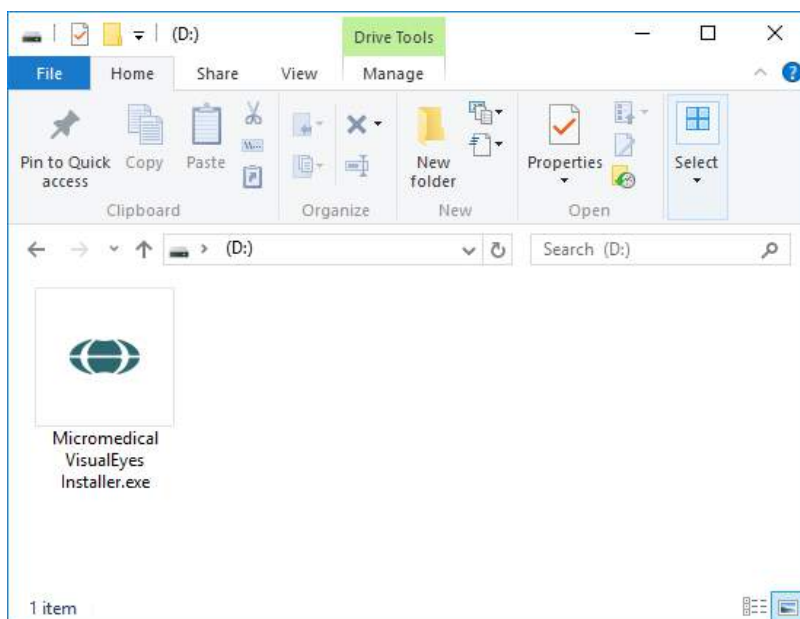 (D:)
Drive Tools
File
Home
Share
View
Manage
Pin to Quick
access
Copy
Paste
New
folder
Properties
Select
Clipboard
Organize
New
Open
(D:)
Search (D:)
Micromedical
VisualEyes
Installer.exe
1 item